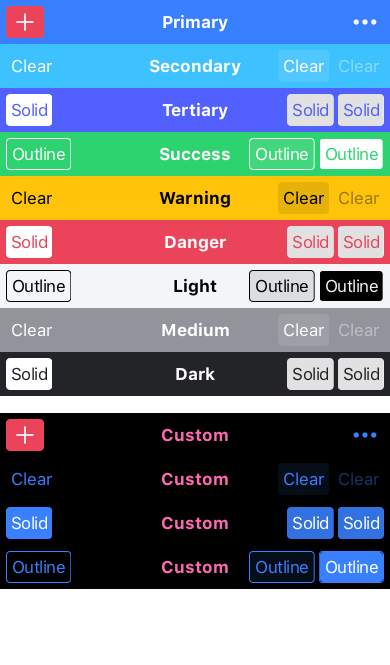 Primary
Clear Secondary Clear Clear
Solid Tertiary Solid Solid
Outline Success Outline Outline
Clear Warning Clear Clear
Solid Danger Solid Solid
Outline Light Outline Outline
Clear Medium Clear Clear
Solid Dark Solid Solid
Custom
Clear Custom Clear Clear
Solid Custom Solid Solid
Outline Custom Outline Outline